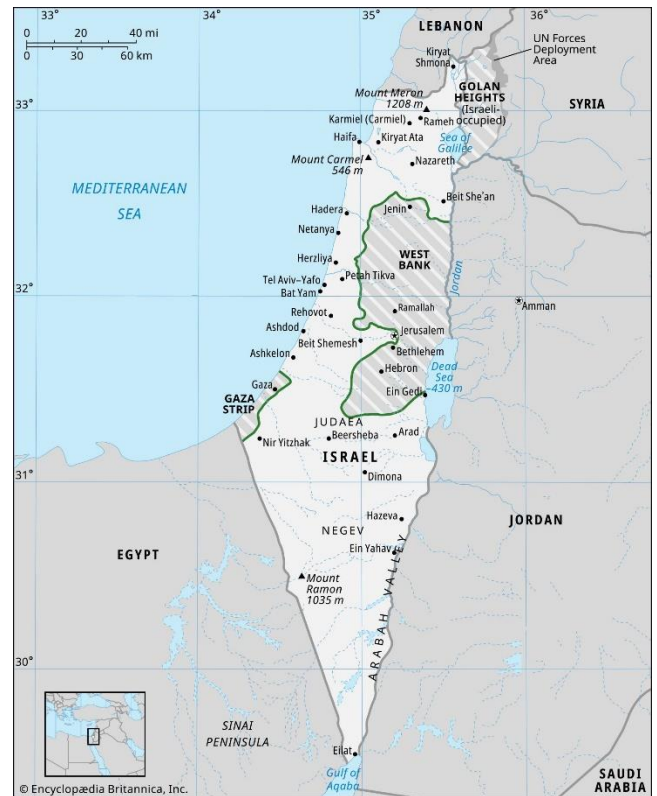 33°
35°
36°
0 20 40 mi
0 30 60 km
LEBANON
Kiryat
Shmona
UN Forces
Deployment
Area
Mount Meron
1208 m
GOLAN
HEIGHTS
(Israeli-
occupied)
SYRIA
33°
Karmiel (Carmiel)
Rameh
Haifa
Kiryat Ata
Sea of
Galilee
Mount Carmel
546 m
Nazareth
MEDITERRANEAN
SEA
Beit She'an
Hadera
Jenin
Netanya
WEST
BANK
Herzliya
Petah Tikva
Jordan
Tel Aviv–Yafo
Bat Yam
32°
Rehovot
Ramallah
Amman
Ashdod
Jerusalem
Beit Shemesh
Bethlehem
Ashkelon
Hebron
Dead
Sea
-430 m
Gaza
Ein Gedi
GAZA
STRIP
JUDAEA
Nir Yitzhak
Beersheba
Arad
ISRAEL
31°
Dimona
Hazeva
NEGEV
JORDAN
EGYPT
Ein Yahav
Mount
Ramon
1035 m
ARABAH VALLEY
30°
SINAI
PENINSULA
Eilat
Gulf of
Aqaba
SAUDI
ARABIA
34°
© Encyclopædia Britannica, Inc.